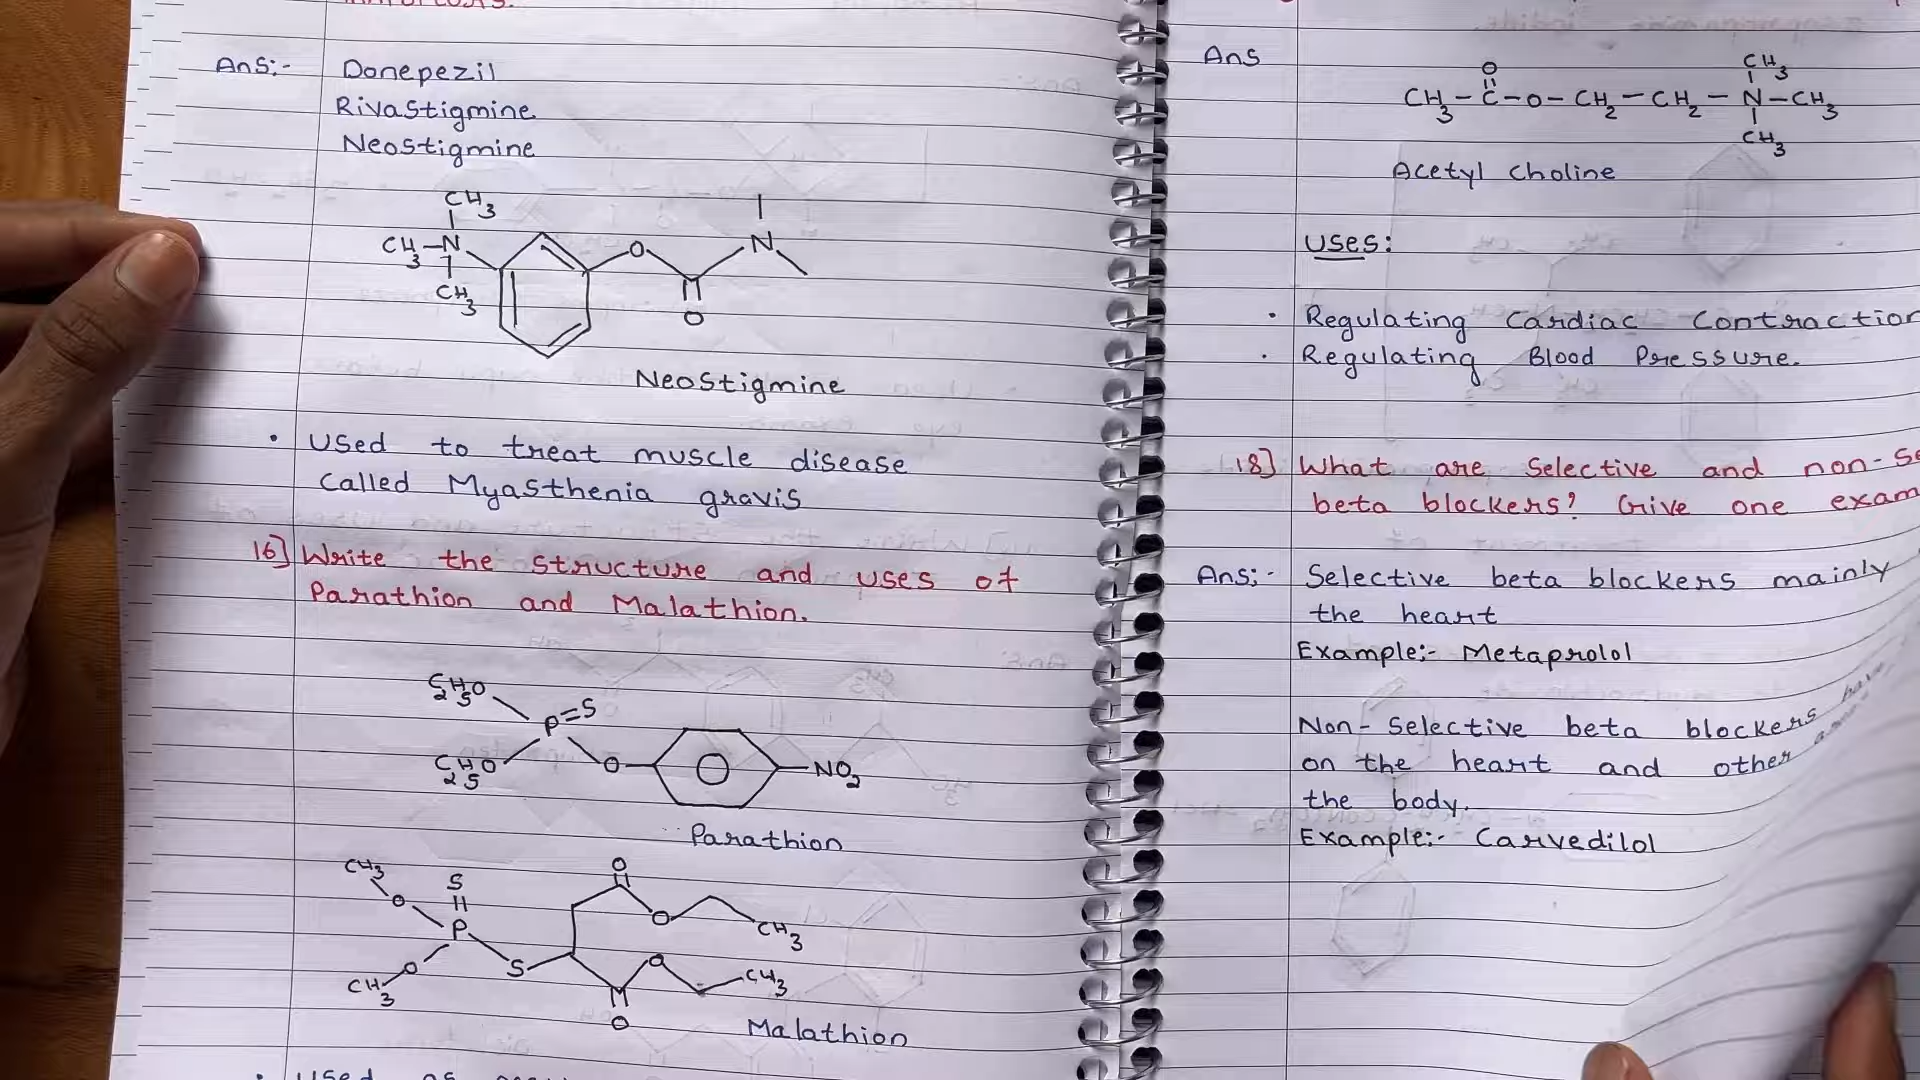 Ans:- Donepezil
Rivastigmine
Neostigmine
CH3
CH3-N
CH3
O
N
O
Neostigmine
• Used to treat muscle disease
called Myasthenia gravis
16] Write the structure and uses of
Parathion and Malathion.
C2H5O
P=S
C2H5O
O
NO2
Parathion
CH3
S
O
O
P
O
CH3
O
S
O
CH3
CH3
O
Malathion
• Used as
Ans
O
CH3
CH3-C-O-CH2-CH2-N-CH3
CH3
Acetyl choline
Uses:
• Regulating Cardiac Contraction
• Regulating Blood Pressure.
18] What are Selective and non-Se
beta blockers? Give one exam
Ans:- Selective beta blockers mainly
the heart
Example:- Metaprolol
Non-Selective beta blockers have
on the heart and other
the body.
Example:- Carvedilol